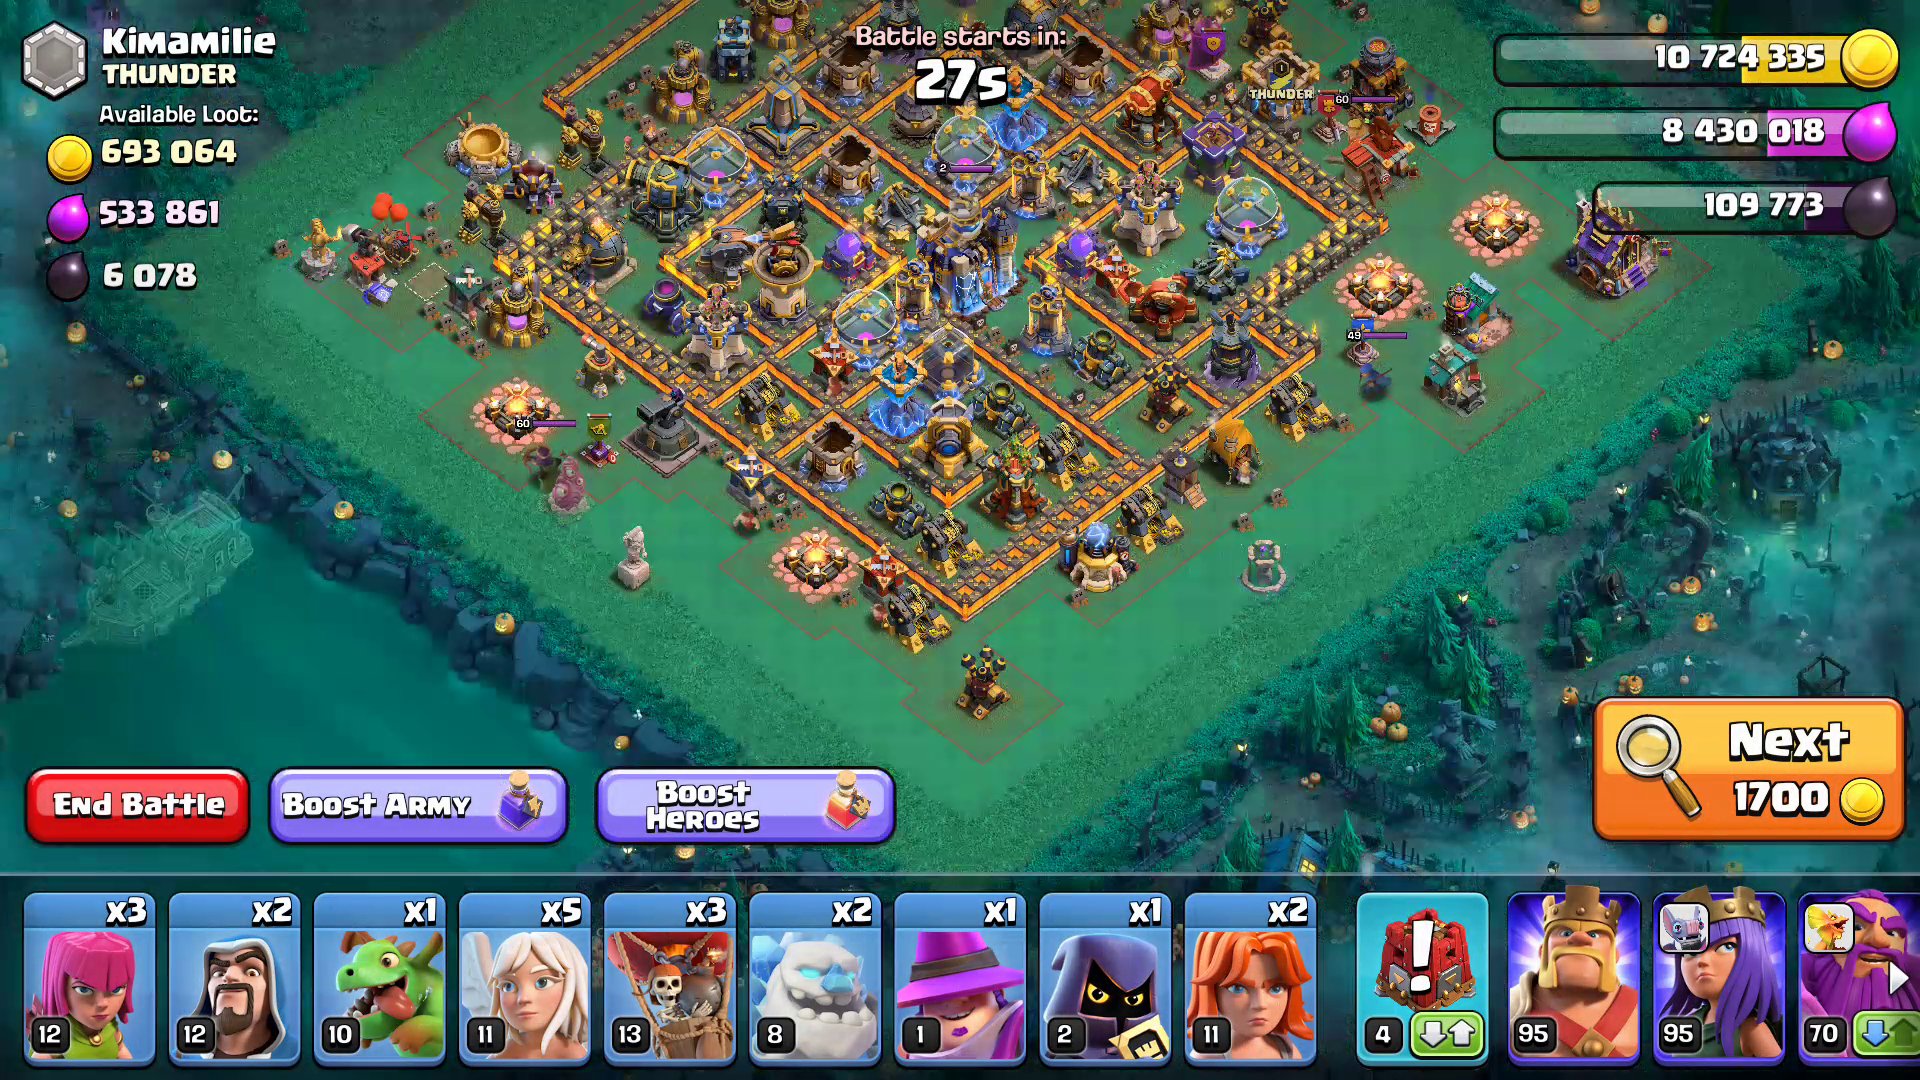 Kimamilie
THUNDER
Available Loot:
693 064
533 861
6 078
Battle starts in:
27s
10 724 335
8 430 018
109 773
THUNDER
60
2
49
60
End Battle
Boost Army
Boost
Heroes
Next
1700
x3
x2
x1
x5
x3
x2
x1
x1
x2
12
12
10
11
13
8
1
2
11
4
95
95
70